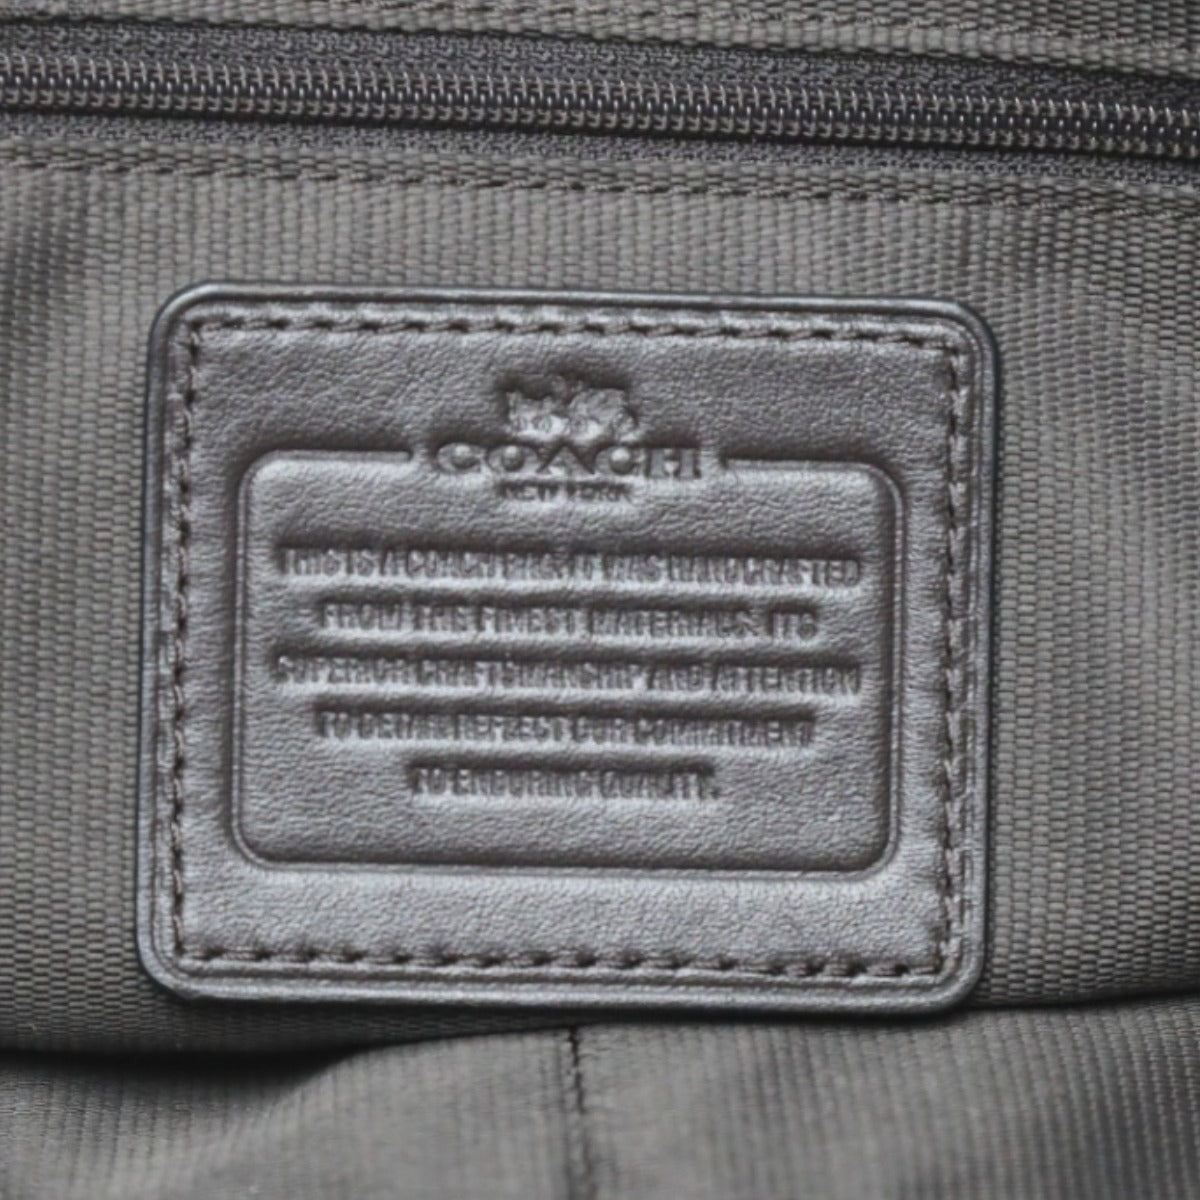 COACH
NEW YORK
THIS IS A COACH BAG. IT WAS HANDCRAFTED
FROM THE FINEST MATERIALS. ITS
SUPERIOR CRAFTSMANSHIP AND ATTENTION
TO DETAIL REFLECT OUR COMMITMENT
TO ENDURING QUALITY.